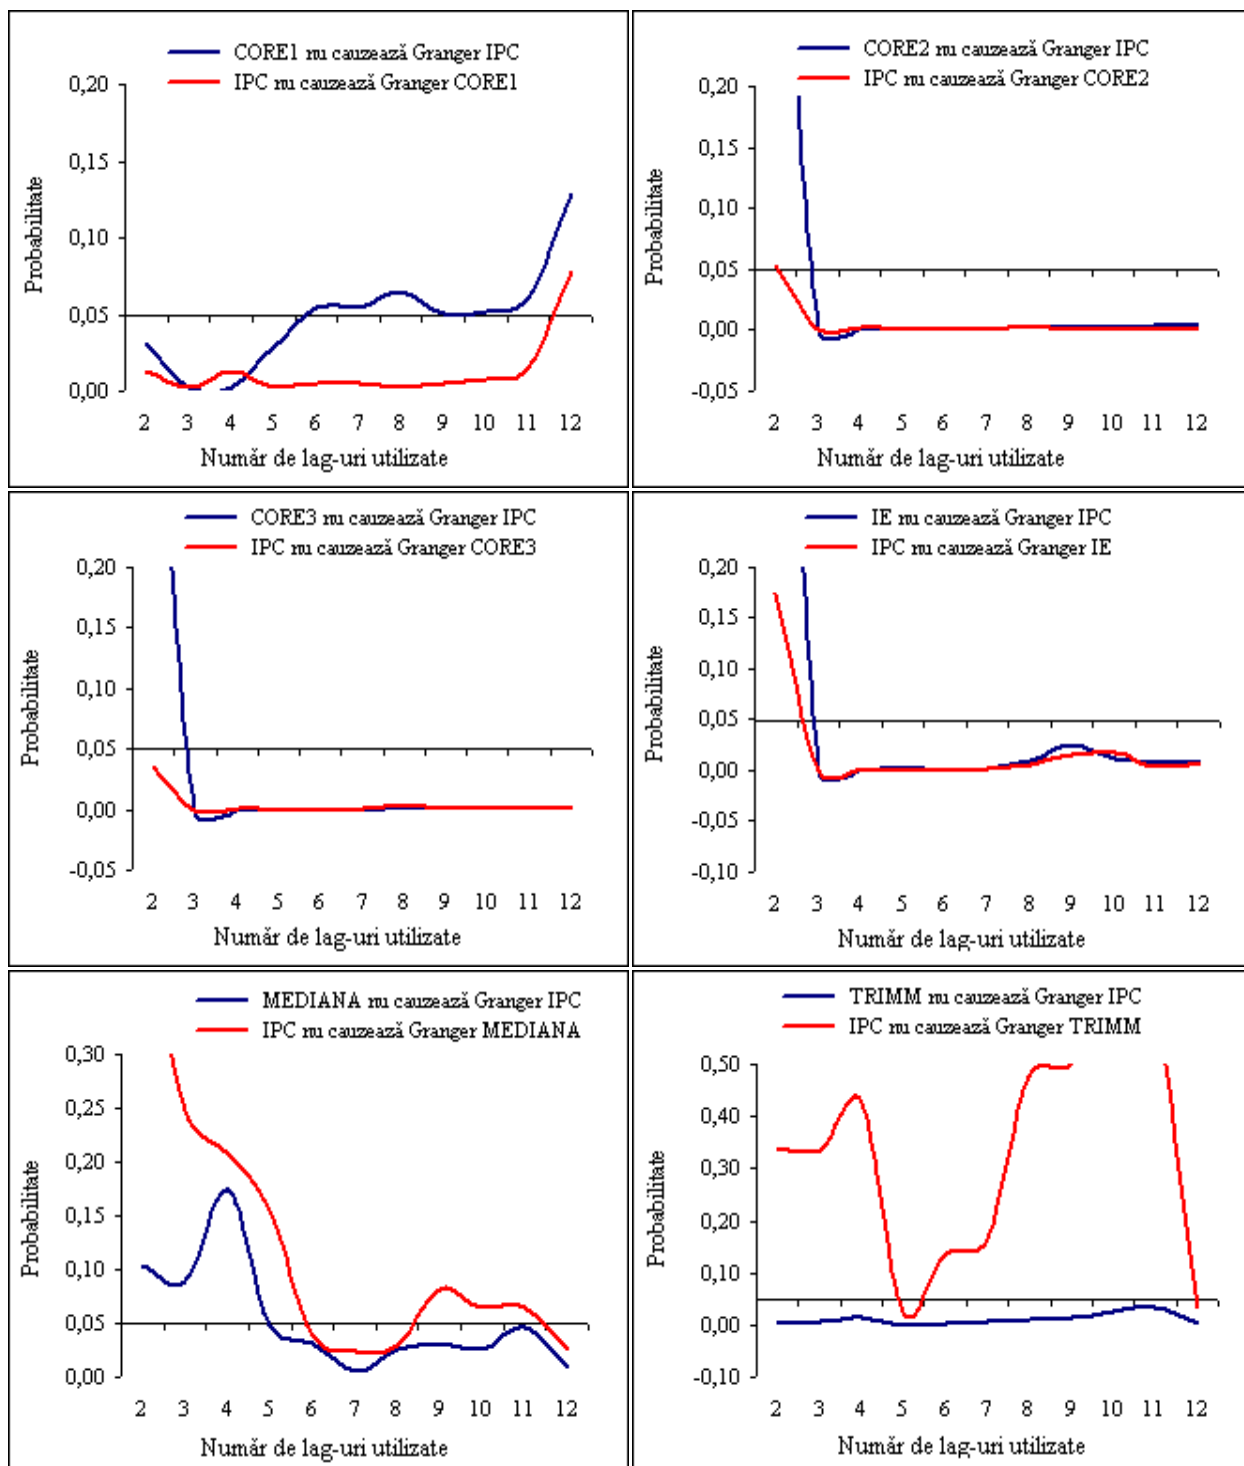 CORE1 nu cauzează Granger IPC
IPC nu cauzează Granger CORE1
0,20
0,15
0,10
0,05
0,00
Probabilitate
2 3 4 5 6 7 8 9 10 11 12
Număr de lag-uri utilizate
CORE2 nu cauzează Granger IPC
IPC nu cauzează Granger CORE2
0,20
0,15
0,10
0,05
0,00
-0,05
Probabilitate
2 3 4 5 6 7 8 9 10 11 12
Număr de lag-uri utilizate
CORE3 nu cauzează Granger IPC
IPC nu cauzează Granger CORE3
0,20
0,15
0,10
0,05
0,00
-0,05
Probabilitate
2 3 4 5 6 7 8 9 10 11 12
Număr de lag-uri utilizate
IE nu cauzează Granger IPC
IPC nu cauzează Granger IE
0,20
0,15
0,10
0,05
0,00
-0,05
-0,10
Probabilitate
2 3 4 5 6 7 8 9 10 11 12
Număr de lag-uri utilizate
MEDIANA nu cauzează Granger IPC
IPC nu cauzează Granger MEDIANA
0,30
0,25
0,20
0,15
0,10
0,05
0,00
Probabilitate
2 3 4 5 6 7 8 9 10 11 12
Număr de lag-uri utilizate
TRIMM nu cauzează Granger IPC
IPC nu cauzează Granger TRIMM
0,50
0,40
0,30
0,20
0,10
0,00
-0,10
Probabilitate
2 3 4 5 6 7 8 9 10 11 12
Număr de lag-uri utilizate